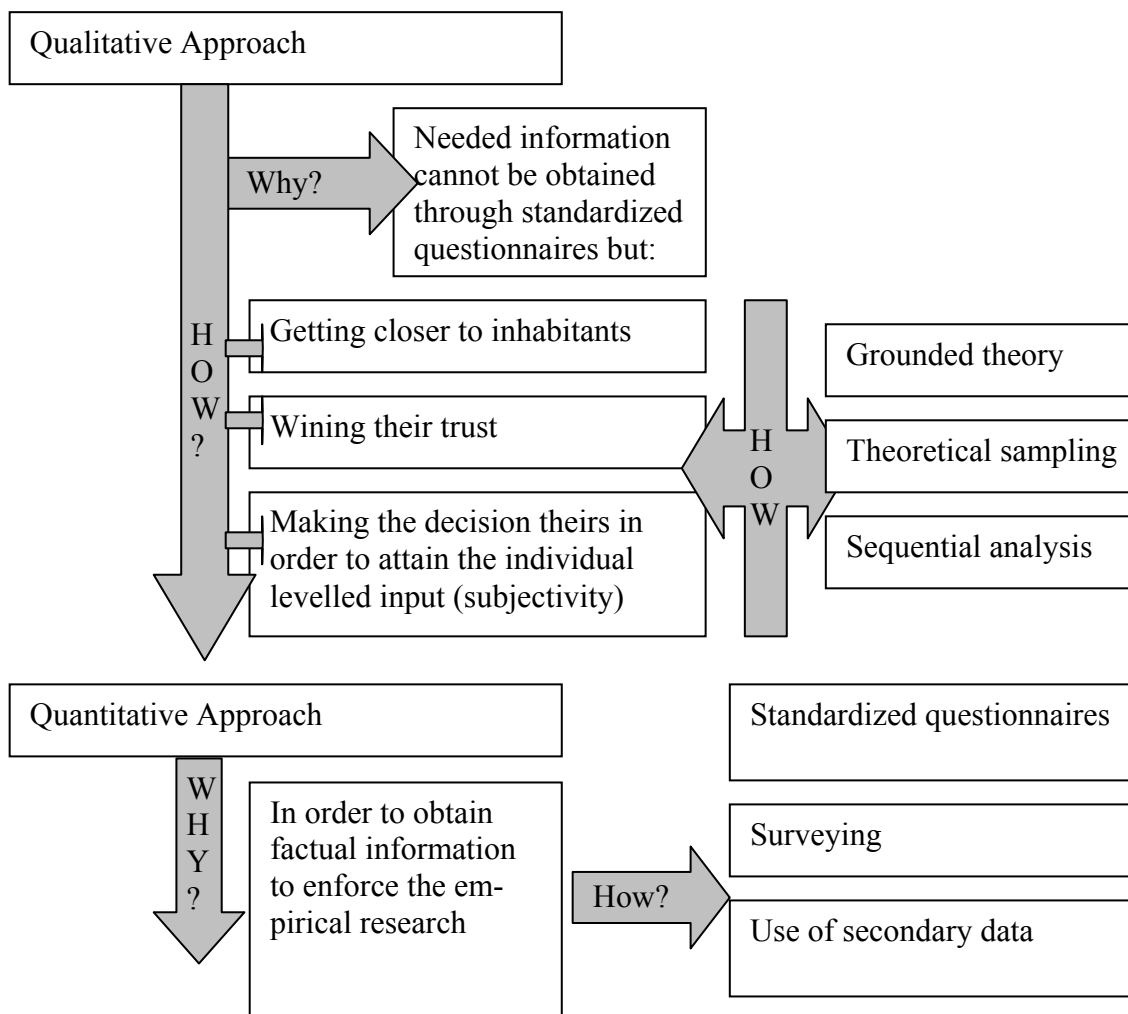 Qualitative Approach
Why?
Needed information
cannot be obtained
through standardized
questionnaires but:
H
O
W
?
Getting closer to inhabitants
Wining their trust
Making the decision theirs in
order to attain the individual
levelled input (subjectivity)
H
O
W
Grounded theory
Theoretical sampling
Sequential analysis
Quantitative Approach
W
H
Y
?
In order to obtain
factual information
to enforce the em-
pirical research
How?
Standardized questionnaires
Surveying
Use of secondary data